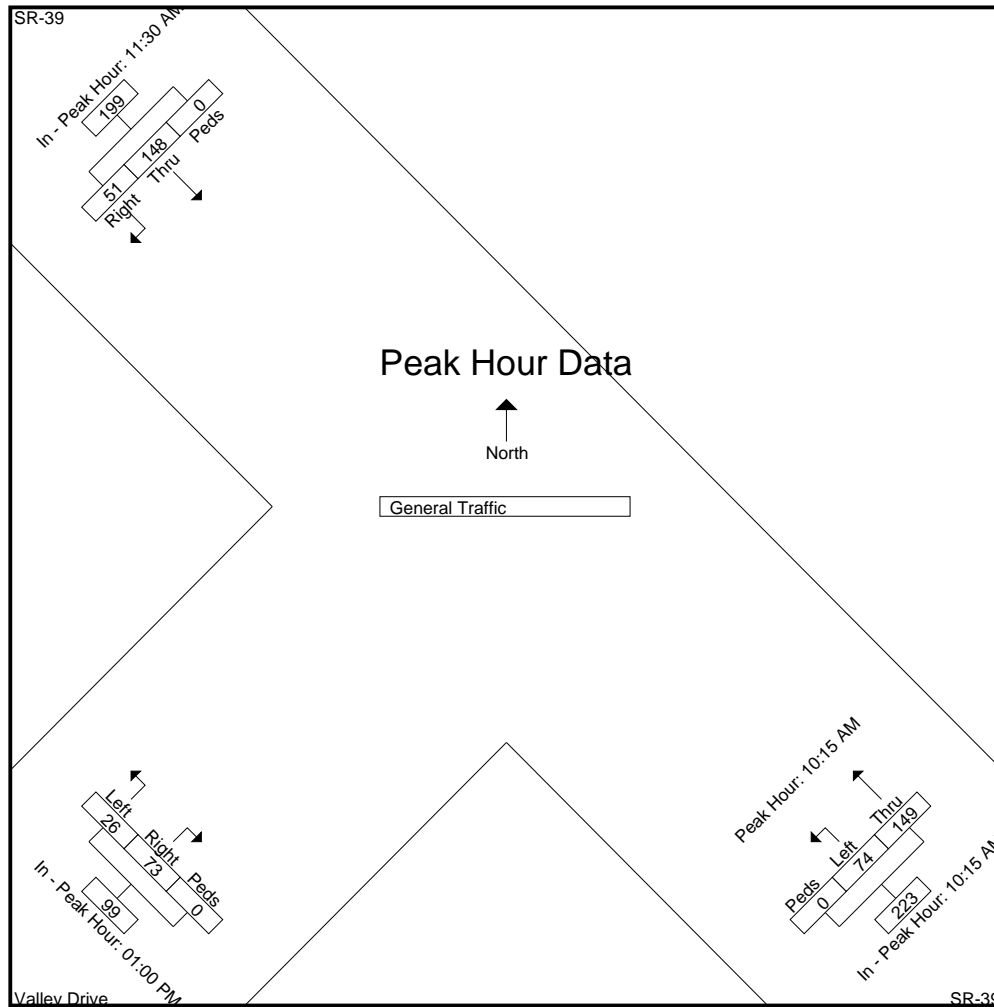 SR-39
In - Peak Hour: 11:30 AM
199
51 148 0
Right Thru Peds
Peak Hour Data
North
General Traffic
Left Right Peds
26 73 0
99
In - Peak Hour: 01:00 PM
Valley Drive
Peak Hour: 10:15 AM
Peds Left Thru
0 74 149
223
In - Peak Hour: 10:15 AM
SR-39